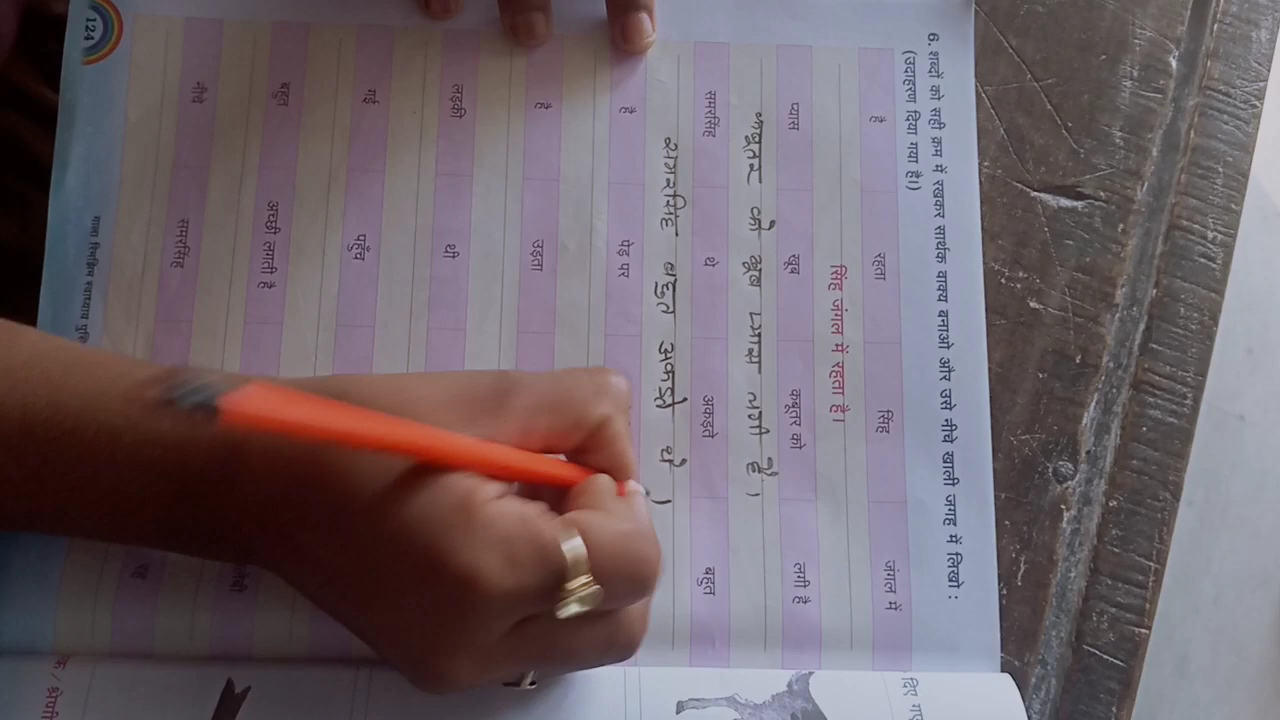 6. शब्दों को सही क्रम में रखकर सार्थक वाक्य बनाओ और उसे नीचे खाली जगह में लिखो :
(उदाहरण दिया गया है।)
है रहता सिंह जंगल में
सिंह जंगल में रहता है।
प्यास खूब कबूतर को लगी है
कबूतर को खूब प्यास लगी है।
समरसिंह थे अकड़ते बहुत
समरसिंह बहुत अकड़ते थे।
है पेड़ पर
है उड़ता
लड़की थी
गई पहुँच
बहुत अच्छी लगती है
नीचे समरसिंह
124